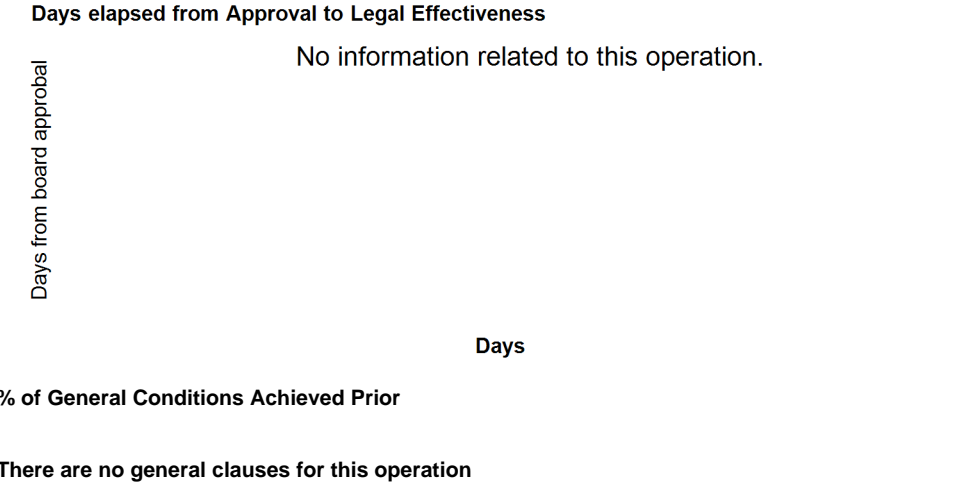 Days elapsed from Approval to Legal Effectiveness
No information related to this operation.
Days from board approbal
Days
% of General Conditions Achieved Prior
There are no general clauses for this operation